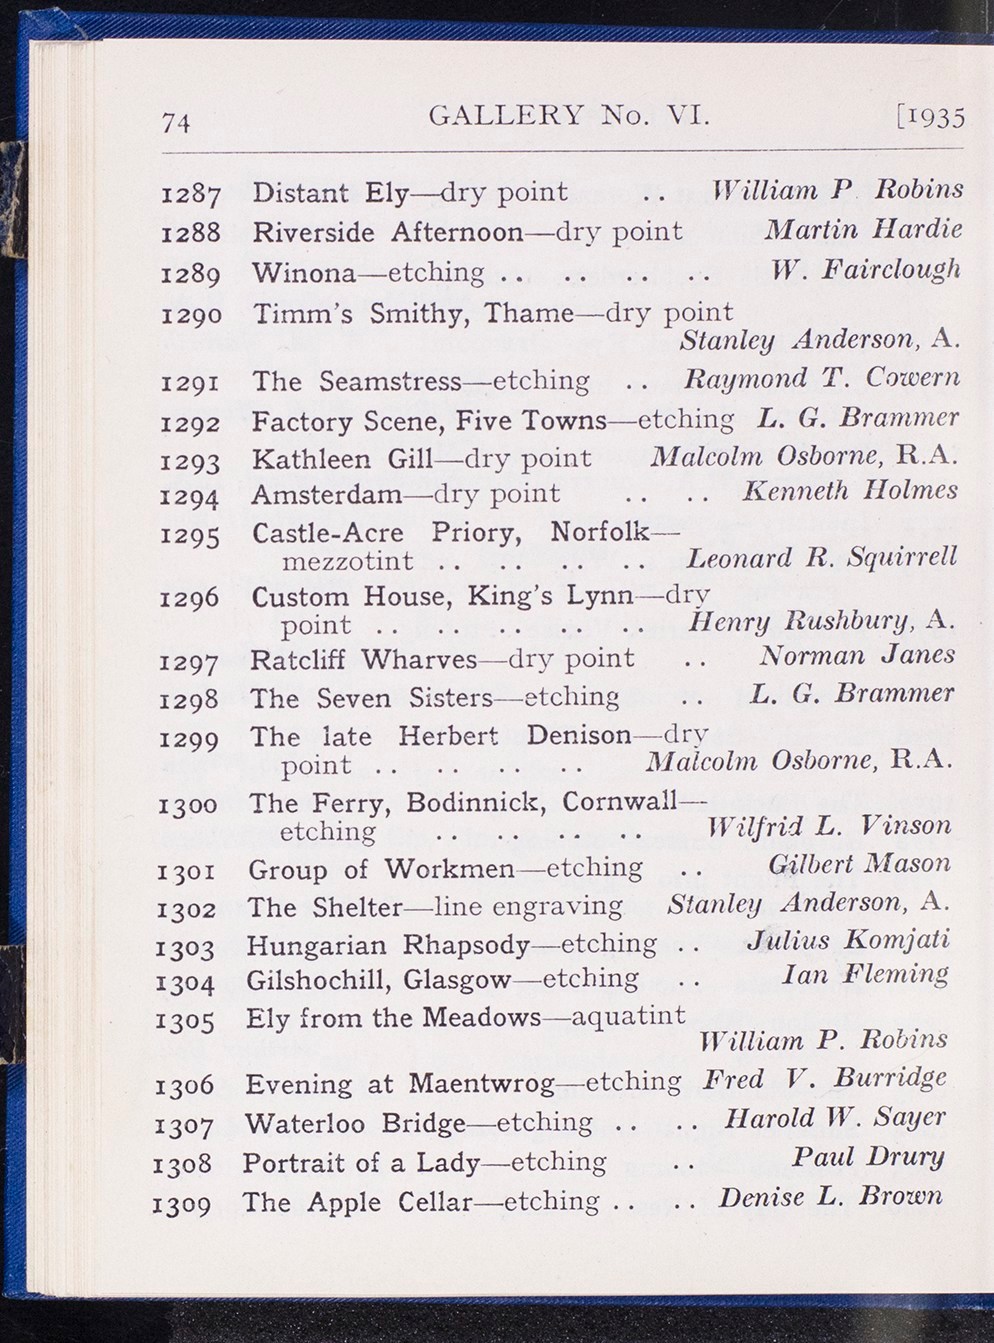 74 GALLERY No. VI. [1935
1287 Distant Ely—dry point .. William P. Robins
1288 Riverside Afternoon—dry point Martin Hardie
1289 Winona—etching .. .. .. .. W. Fairclough
1290 Timm's Smithy, Thame—dry point
Stanley Anderson, A.
1291 The Seamstress—etching .. Raymond T. Cowern
1292 Factory Scene, Five Towns—etching L. G. Brammer
1293 Kathleen Gill—dry point Malcolm Osborne, R.A.
1294 Amsterdam—dry point .. .. Kenneth Holmes
1295 Castle-Acre Priory, Norfolk—
mezzotint .. .. .. .. Leonard R. Squirrell
1296 Custom House, King's Lynn—dry
point .. .. .. .. .. Henry Rushbury, A.
1297 Ratcliff Wharves—dry point .. Norman Janes
1298 The Seven Sisters—etching .. L. G. Brammer
1299 The late Herbert Denison—dry
point .. .. .. .. Malcolm Osborne, R.A.
1300 The Ferry, Bodinnick, Cornwall—
etching .. .. .. .. Wilfrid L. Vinson
1301 Group of Workmen—etching .. Gilbert Mason
1302 The Shelter—line engraving Stanley Anderson, A.
1303 Hungarian Rhapsody—etching .. Julius Komjati
1304 Gilshochill, Glasgow—etching .. Ian Fleming
1305 Ely from the Meadows—aquatint
William P. Robins
1306 Evening at Maentwrog—etching Fred V. Burridge
1307 Waterloo Bridge—etching .. .. Harold W. Sayer
1308 Portrait of a Lady—etching .. Paul Drury
1309 The Apple Cellar—etching .. .. Denise L. Brown